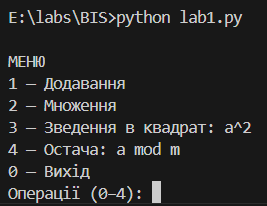 E:\labs\BIS>python lab1.py
МЕНЮ
1 — Додавання
2 — Множення
3 — Зведення в квадрат: a^2
4 — Остача: a mod m
0 — Вихід
Операції (0–4):